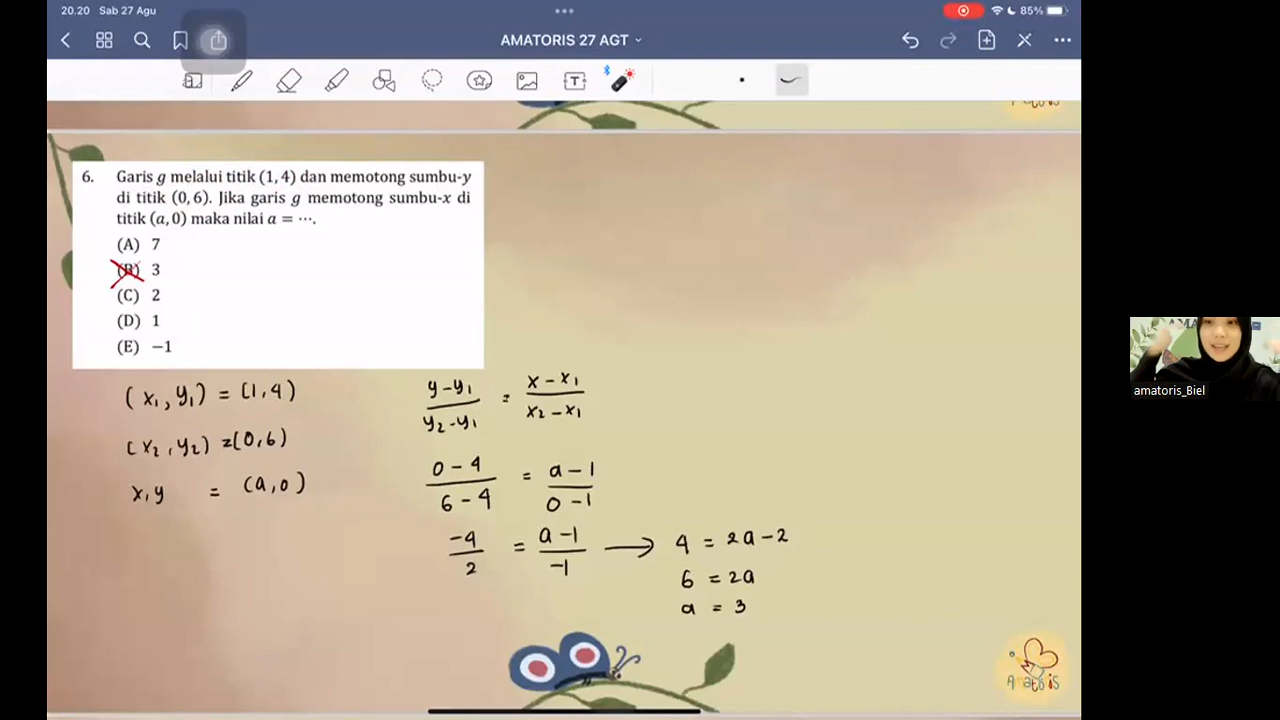 20.20 Sab 27 Agu
85%
AMATORIS 27 AGT
6. Garis g melalui titik (1, 4) dan memotong sumbu-y
di titik (0, 6). Jika garis g memotong sumbu-x di
titik (a, 0) maka nilai a = ⋯.
(A) 7
(B) 3
(C) 2
(D) 1
(E) −1
(x₁, y₁) = (1,4)
(x₂, y₂) = (0,6)
x,y = (a,0)
y-y₁ / y₂-y₁ = x-x₁ / x₂-x₁
0-4 / 6-4 = a-1 / 0-1
-4 / 2 = a-1 / -1 → 4 = 2a-2
6 = 2a
a = 3
Amatoris
amatoris_Biel